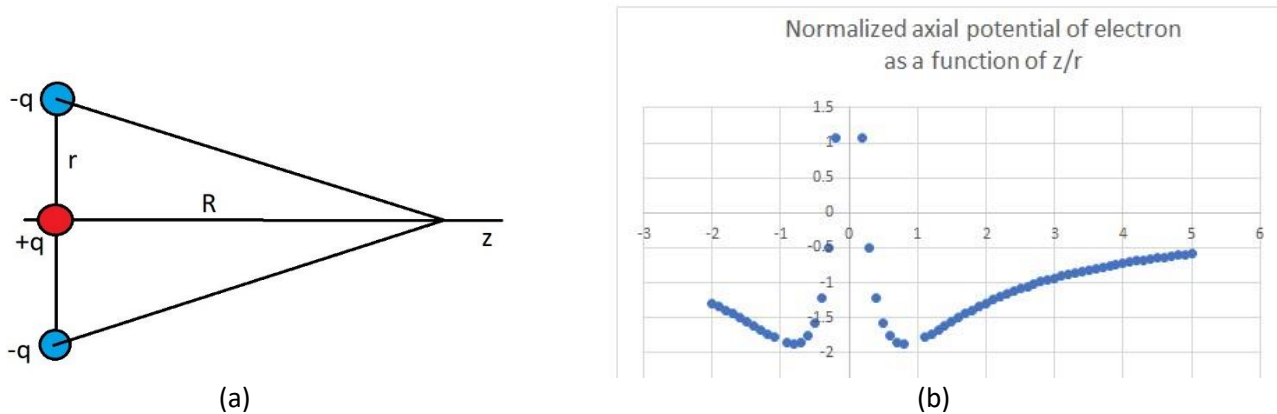 -q
r
R
+q
z
-q
(a)
Normalized axial potential of electron
as a function of z/r
1.5
1
0.5
0
-3 -2 -1 0 1 2 3 4 5 6
-0.5
-1
-1.5
-2
(b)